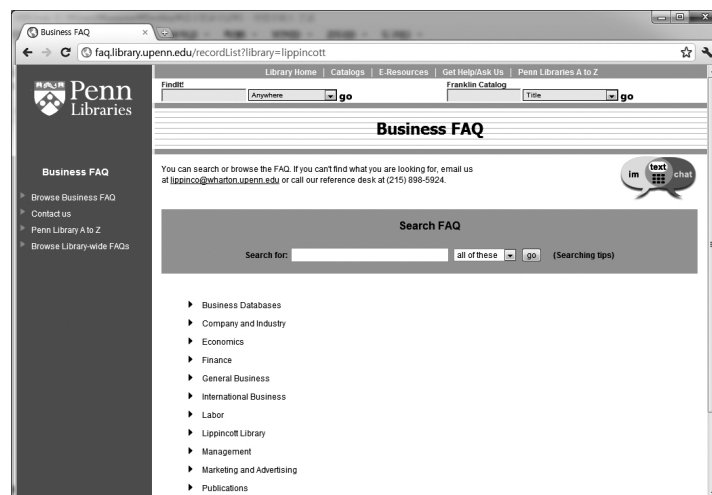 Business FAQ
faq.library.upenn.edu/recordList?library=lippincott
Library Home | Catalogs | E-Resources | Get Help/Ask Us | Penn Libraries A to Z
FindIt! Franklin Catalog
Anywhere go Title go
Penn
Libraries
Business FAQ
Business FAQ
Browse Business FAQ
Contact us
Penn Library A to Z
Browse Library-wide FAQs
You can search or browse the FAQ. If you can't find what you are looking for, email us
at lippinco@wharton.upenn.edu or call our reference desk at (215) 898-5924.
im text chat
Search FAQ
Search for: all of these go (Searching tips)
Business Databases
Company and Industry
Economics
Finance
General Business
International Business
Labor
Lippincott Library
Management
Marketing and Advertising
Publications